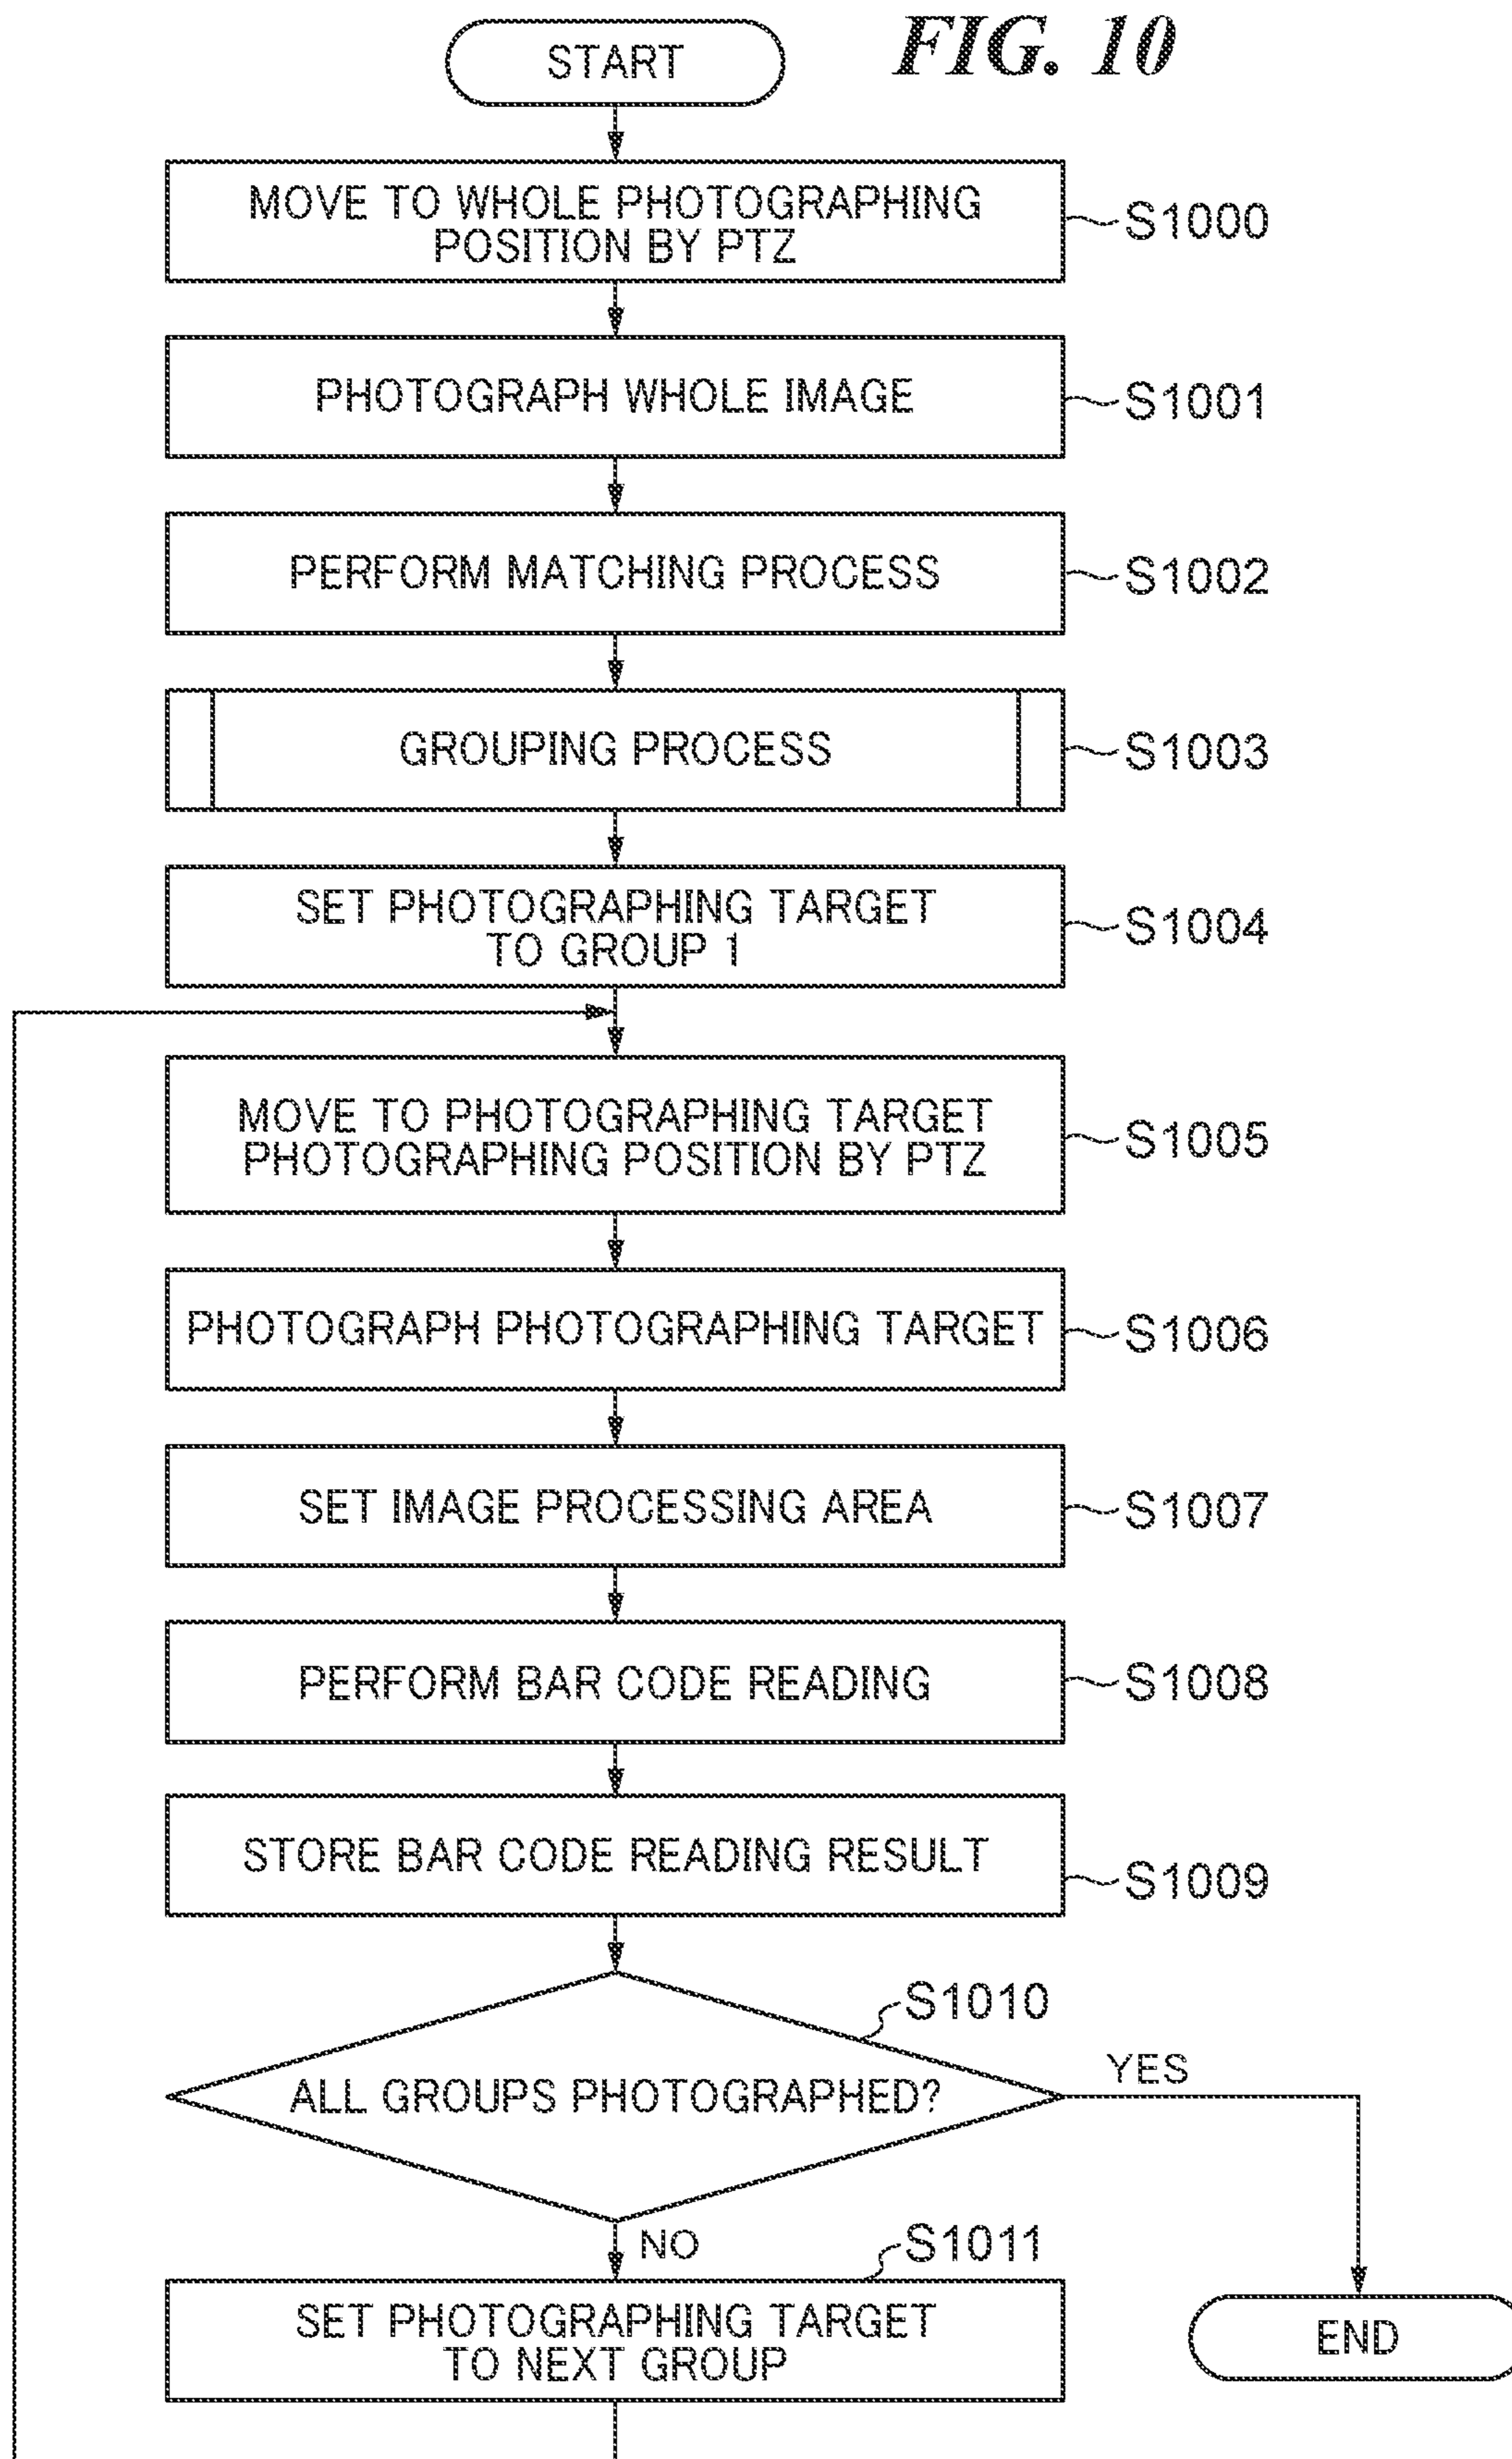 FIG. 10
START
MOVE TO WHOLE PHOTOGRAPHING
POSITION BY PTZ
S1000
PHOTOGRAPH WHOLE IMAGE
S1001
PERFORM MATCHING PROCESS
S1002
GROUPING PROCESS
S1003
SET PHOTOGRAPHING TARGET
TO GROUP 1
S1004
MOVE TO PHOTOGRAPHING TARGET
PHOTOGRAPHING POSITION BY PTZ
S1005
PHOTOGRAPH PHOTOGRAPHING TARGET
S1006
SET IMAGE PROCESSING AREA
S1007
PERFORM BAR CODE READING
S1008
STORE BAR CODE READING RESULT
S1009
S1010
ALL GROUPS PHOTOGRAPHED?
YES
NO
S1011
SET PHOTOGRAPHING TARGET
TO NEXT GROUP
END